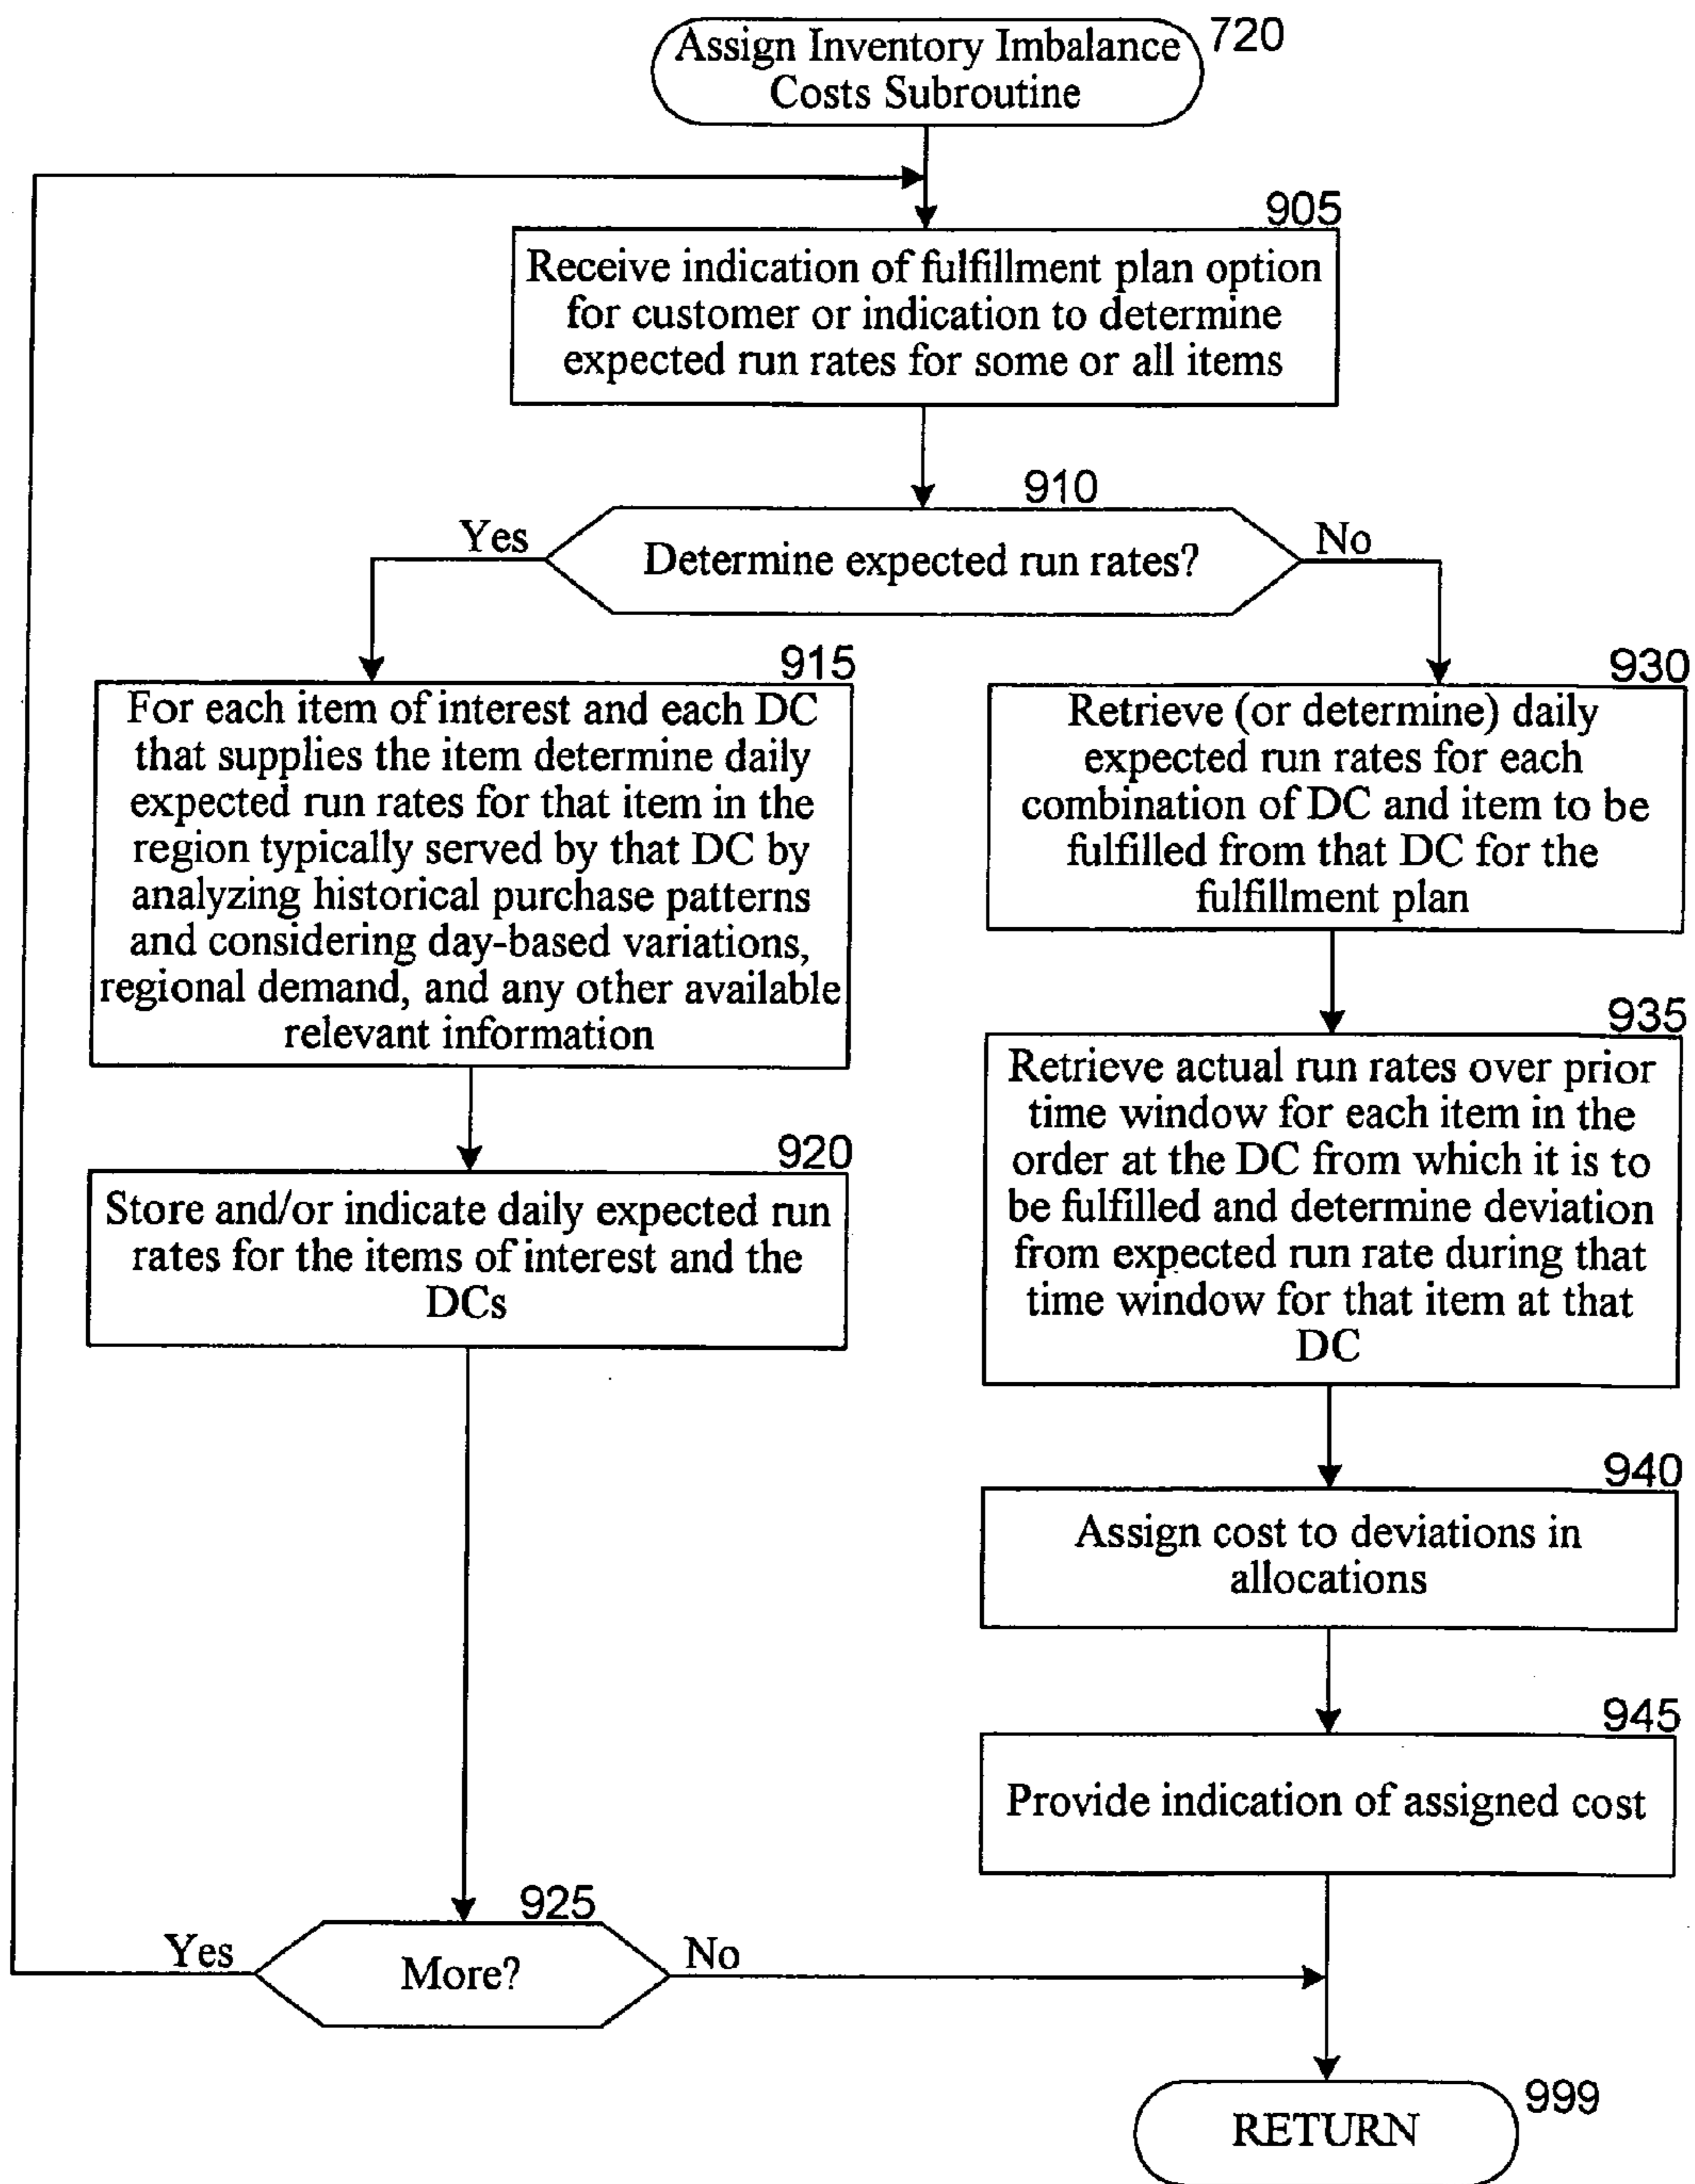 Assign Inventory Imbalance
Costs Subroutine
720
905
Receive indication of fulfillment plan option
for customer or indication to determine
expected run rates for some or all items
910
Yes
Determine expected run rates?
No
915
For each item of interest and each DC
that supplies the item determine daily
expected run rates for that item in the
region typically served by that DC by
analyzing historical purchase patterns
and considering day-based variations,
regional demand, and any other available
relevant information
930
Retrieve (or determine) daily
expected run rates for each
combination of DC and item to be
fulfilled from that DC for the
fulfillment plan
920
Store and/or indicate daily expected run
rates for the items of interest and the
DCs
935
Retrieve actual run rates over prior
time window for each item in the
order at the DC from which it is to
be fulfilled and determine deviation
from expected run rate during that
time window for that item at that
DC
940
Assign cost to deviations in
allocations
945
Provide indication of assigned cost
925
Yes
More?
No
RETURN
999